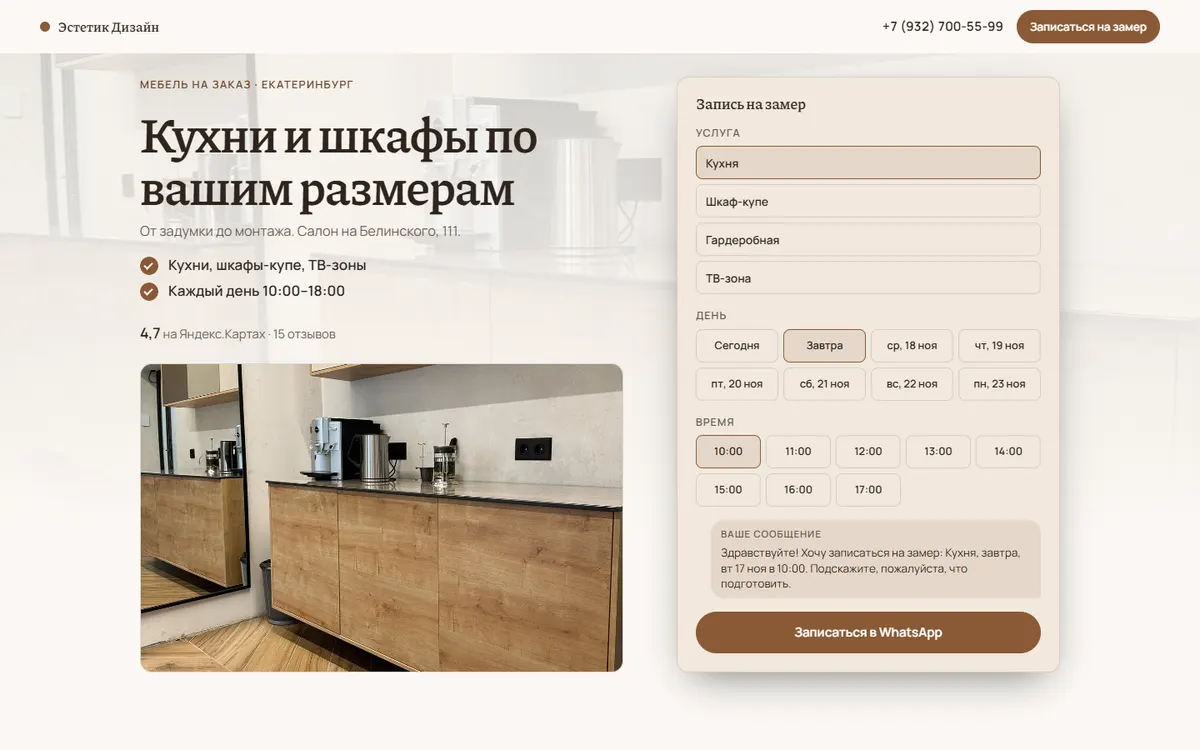 Эстетик Дизайн
+7 (932) 700-55-99
Записаться на замер
МЕБЕЛЬ НА ЗАКАЗ · ЕКАТЕРИНБУРГ
Кухни и шкафы по
вашим размерам
От задумки до монтажа. Салон на Белинского, 111.
Кухни, шкафы-купе, ТВ-зоны
Каждый день 10:00–18:00
4,7 на Яндекс.Картах · 15 отзывов
Запись на замер
УСЛУГА
Кухня
Шкаф-купе
Гардеробная
ТВ-зона
ДЕНЬ
Сегодня
Завтра
ср, 18 ноя
чт, 19 ноя
пт, 20 ноя
сб, 21 ноя
вс, 22 ноя
пн, 23 ноя
ВРЕМЯ
10:00
11:00
12:00
13:00
14:00
15:00
16:00
17:00
ВАШЕ СООБЩЕНИЕ
Здравствуйте! Хочу записаться на замер: Кухня, завтра,
вт 17 ноя в 10:00. Подскажите, пожалуйста, что
подготовить.
Записаться в WhatsApp